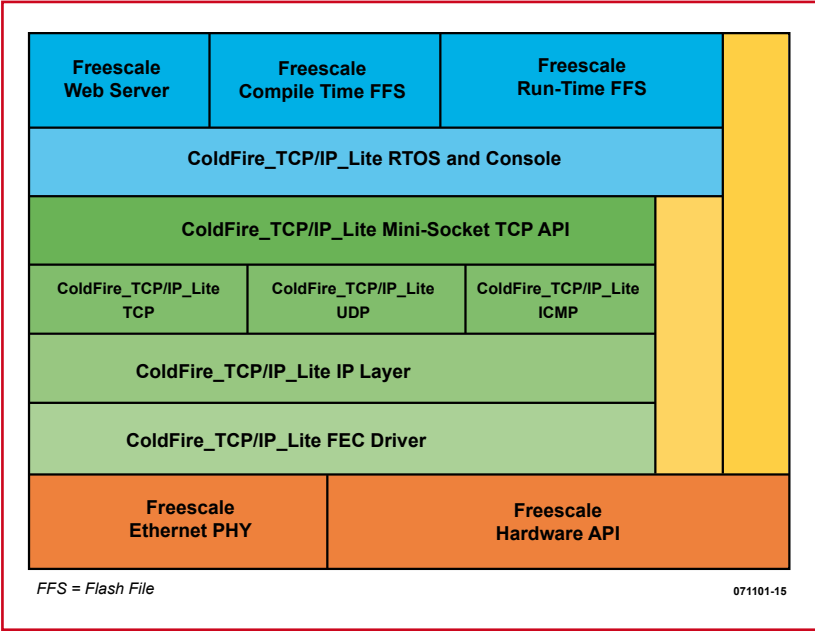 Freescale
Web Server
Freescale
Compile Time FFS
Freescale
Run-Time FFS
ColdFire_TCP/IP_Lite RTOS and Console
ColdFire_TCP/IP_Lite Mini-Socket TCP API
ColdFire_TCP/IP_Lite
TCP
ColdFire_TCP/IP_Lite
UDP
ColdFire_TCP/IP_Lite
ICMP
ColdFire_TCP/IP_Lite IP Layer
ColdFire_TCP/IP_Lite FEC Driver
Freescale
Ethernet PHY
Freescale
Hardware API
FFS = Flash File
071101-15